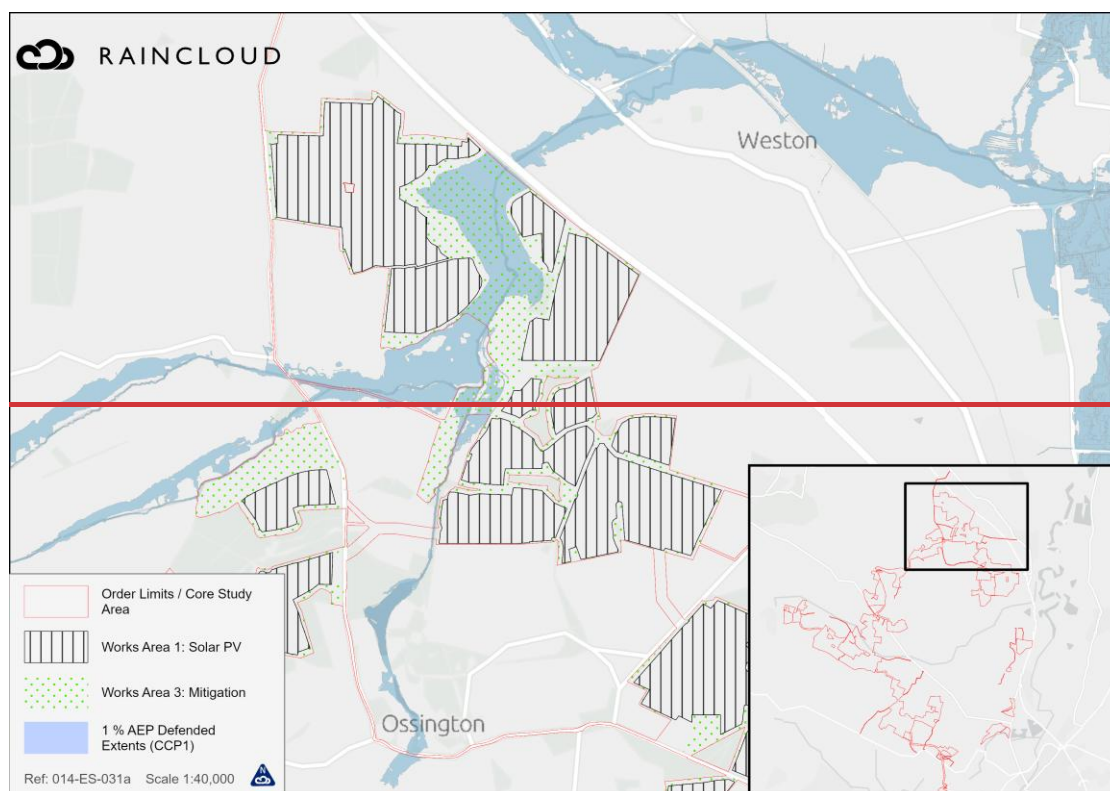 RAINCLOUD
Weston
Ossington
Order Limits / Core Study
Area
Works Area 1: Solar PV
Works Area 3: Mitigation
1 % AEP Defended
Extents (CCP1)
Ref: 014-ES-031a Scale 1:40,000
N